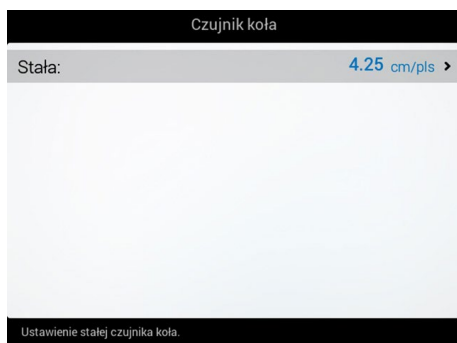 Czujnik koła
Stała: 4.25 cm/pls >
Ustawienie stałej czujnika koła.